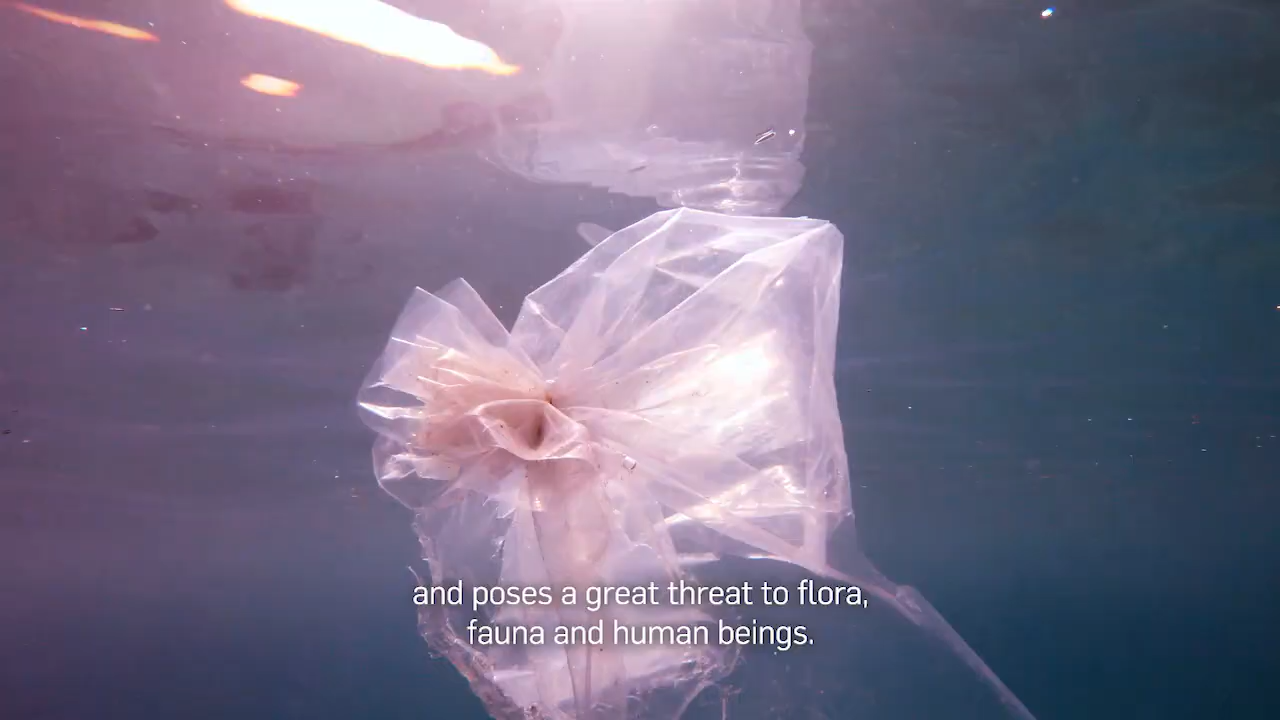 and poses a great threat to flora,
fauna and human beings.